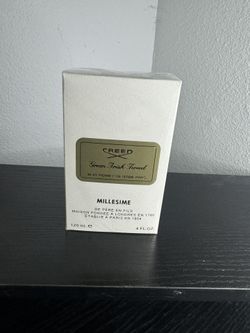 CREED
Green Irish Tweed
MILLESIME
DE PÈRE EN FILS
MAISON FONDÉE A LONDRES EN 1760
ETABLIE A PARIS EN 1854
120 ML e 4 FL OZ